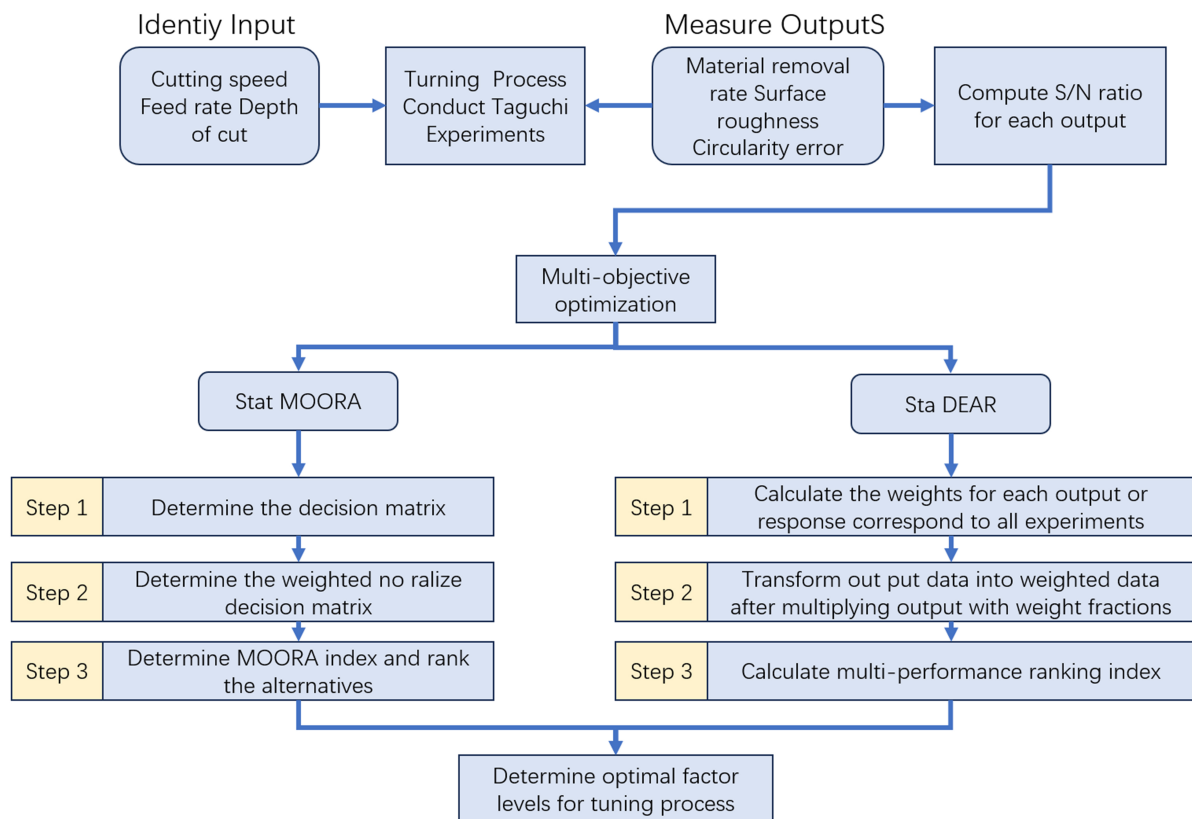 Identiy Input
Measure OutputS
Cutting speed
Feed rate Depth
of cut
Turning Process
Conduct Taguchi
Experiments
Material removal
rate Surface
roughness
Circularity error
Compute S/N ratio
for each output
Multi-objective
optimization
Stat MOORA
Sta DEAR
Step 1
Determine the decision matrix
Step 2
Determine the weighted no ralize
decision matrix
Step 3
Determine MOORA index and rank
the alternatives
Step 1
Calculate the weights for each output or
response correspond to all experiments
Step 2
Transform out put data into weighted data
after multiplying output with weight fractions
Step 3
Calculate multi-performance ranking index
Determine optimal factor
levels for tuning process